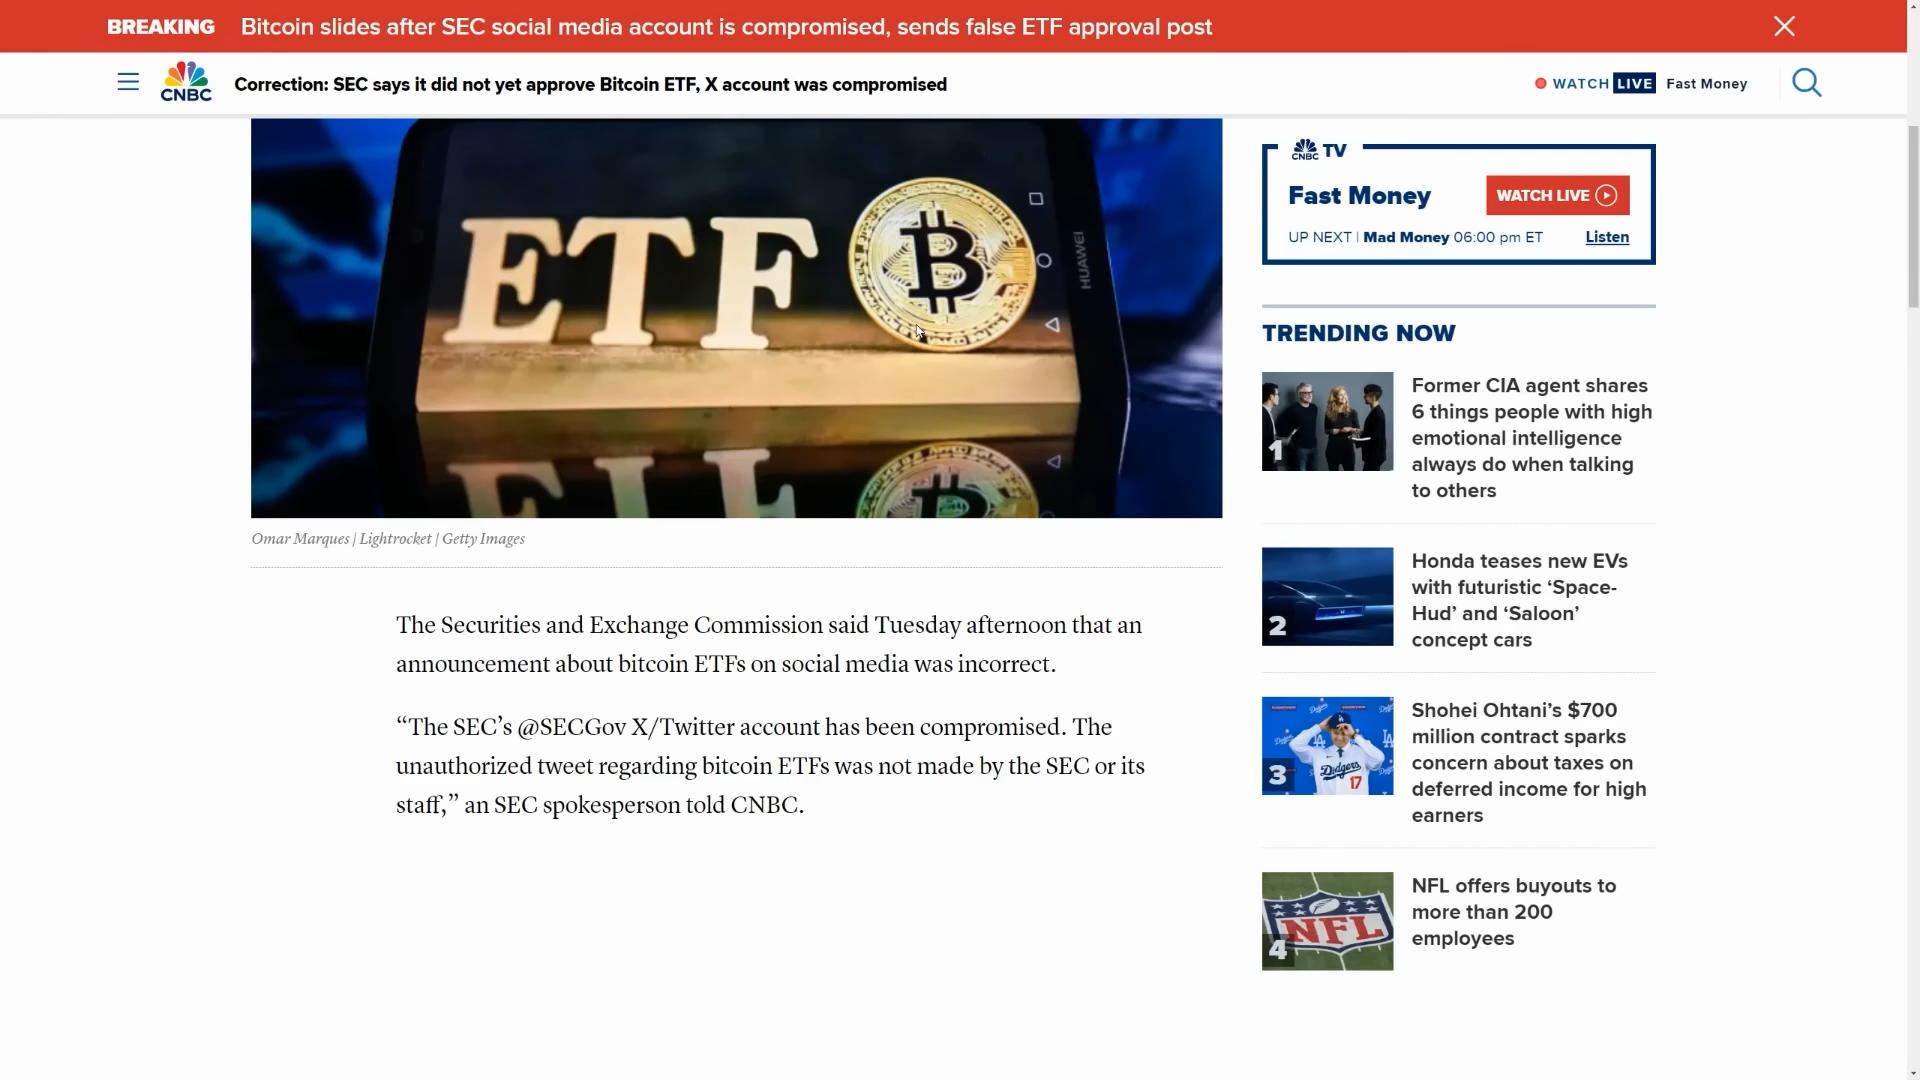 BREAKING Bitcoin slides after SEC social media account is compromised, sends false ETF approval post
CNBC
Correction: SEC says it did not yet approve Bitcoin ETF, X account was compromised
WATCH LIVE Fast Money
ETF
HUAWEI
Omar Marques | Lightrocket | Getty Images
The Securities and Exchange Commission said Tuesday afternoon that an
announcement about bitcoin ETFs on social media was incorrect.
“The SEC’s @SECGov X/Twitter account has been compromised. The
unauthorized tweet regarding bitcoin ETFs was not made by the SEC or its
staff,” an SEC spokesperson told CNBC.
CNBC TV
Fast Money
WATCH LIVE
UP NEXT | Mad Money 06:00 pm ET
Listen
TRENDING NOW
1
Former CIA agent shares
6 things people with high
emotional intelligence
always do when talking
to others
2
Honda teases new EVs
with futuristic ‘Space-
Hud’ and ‘Saloon’
concept cars
3
Dodgers
17
Shohei Ohtani’s $700
million contract sparks
concern about taxes on
deferred income for high
earners
4
NFL
NFL offers buyouts to
more than 200
employees